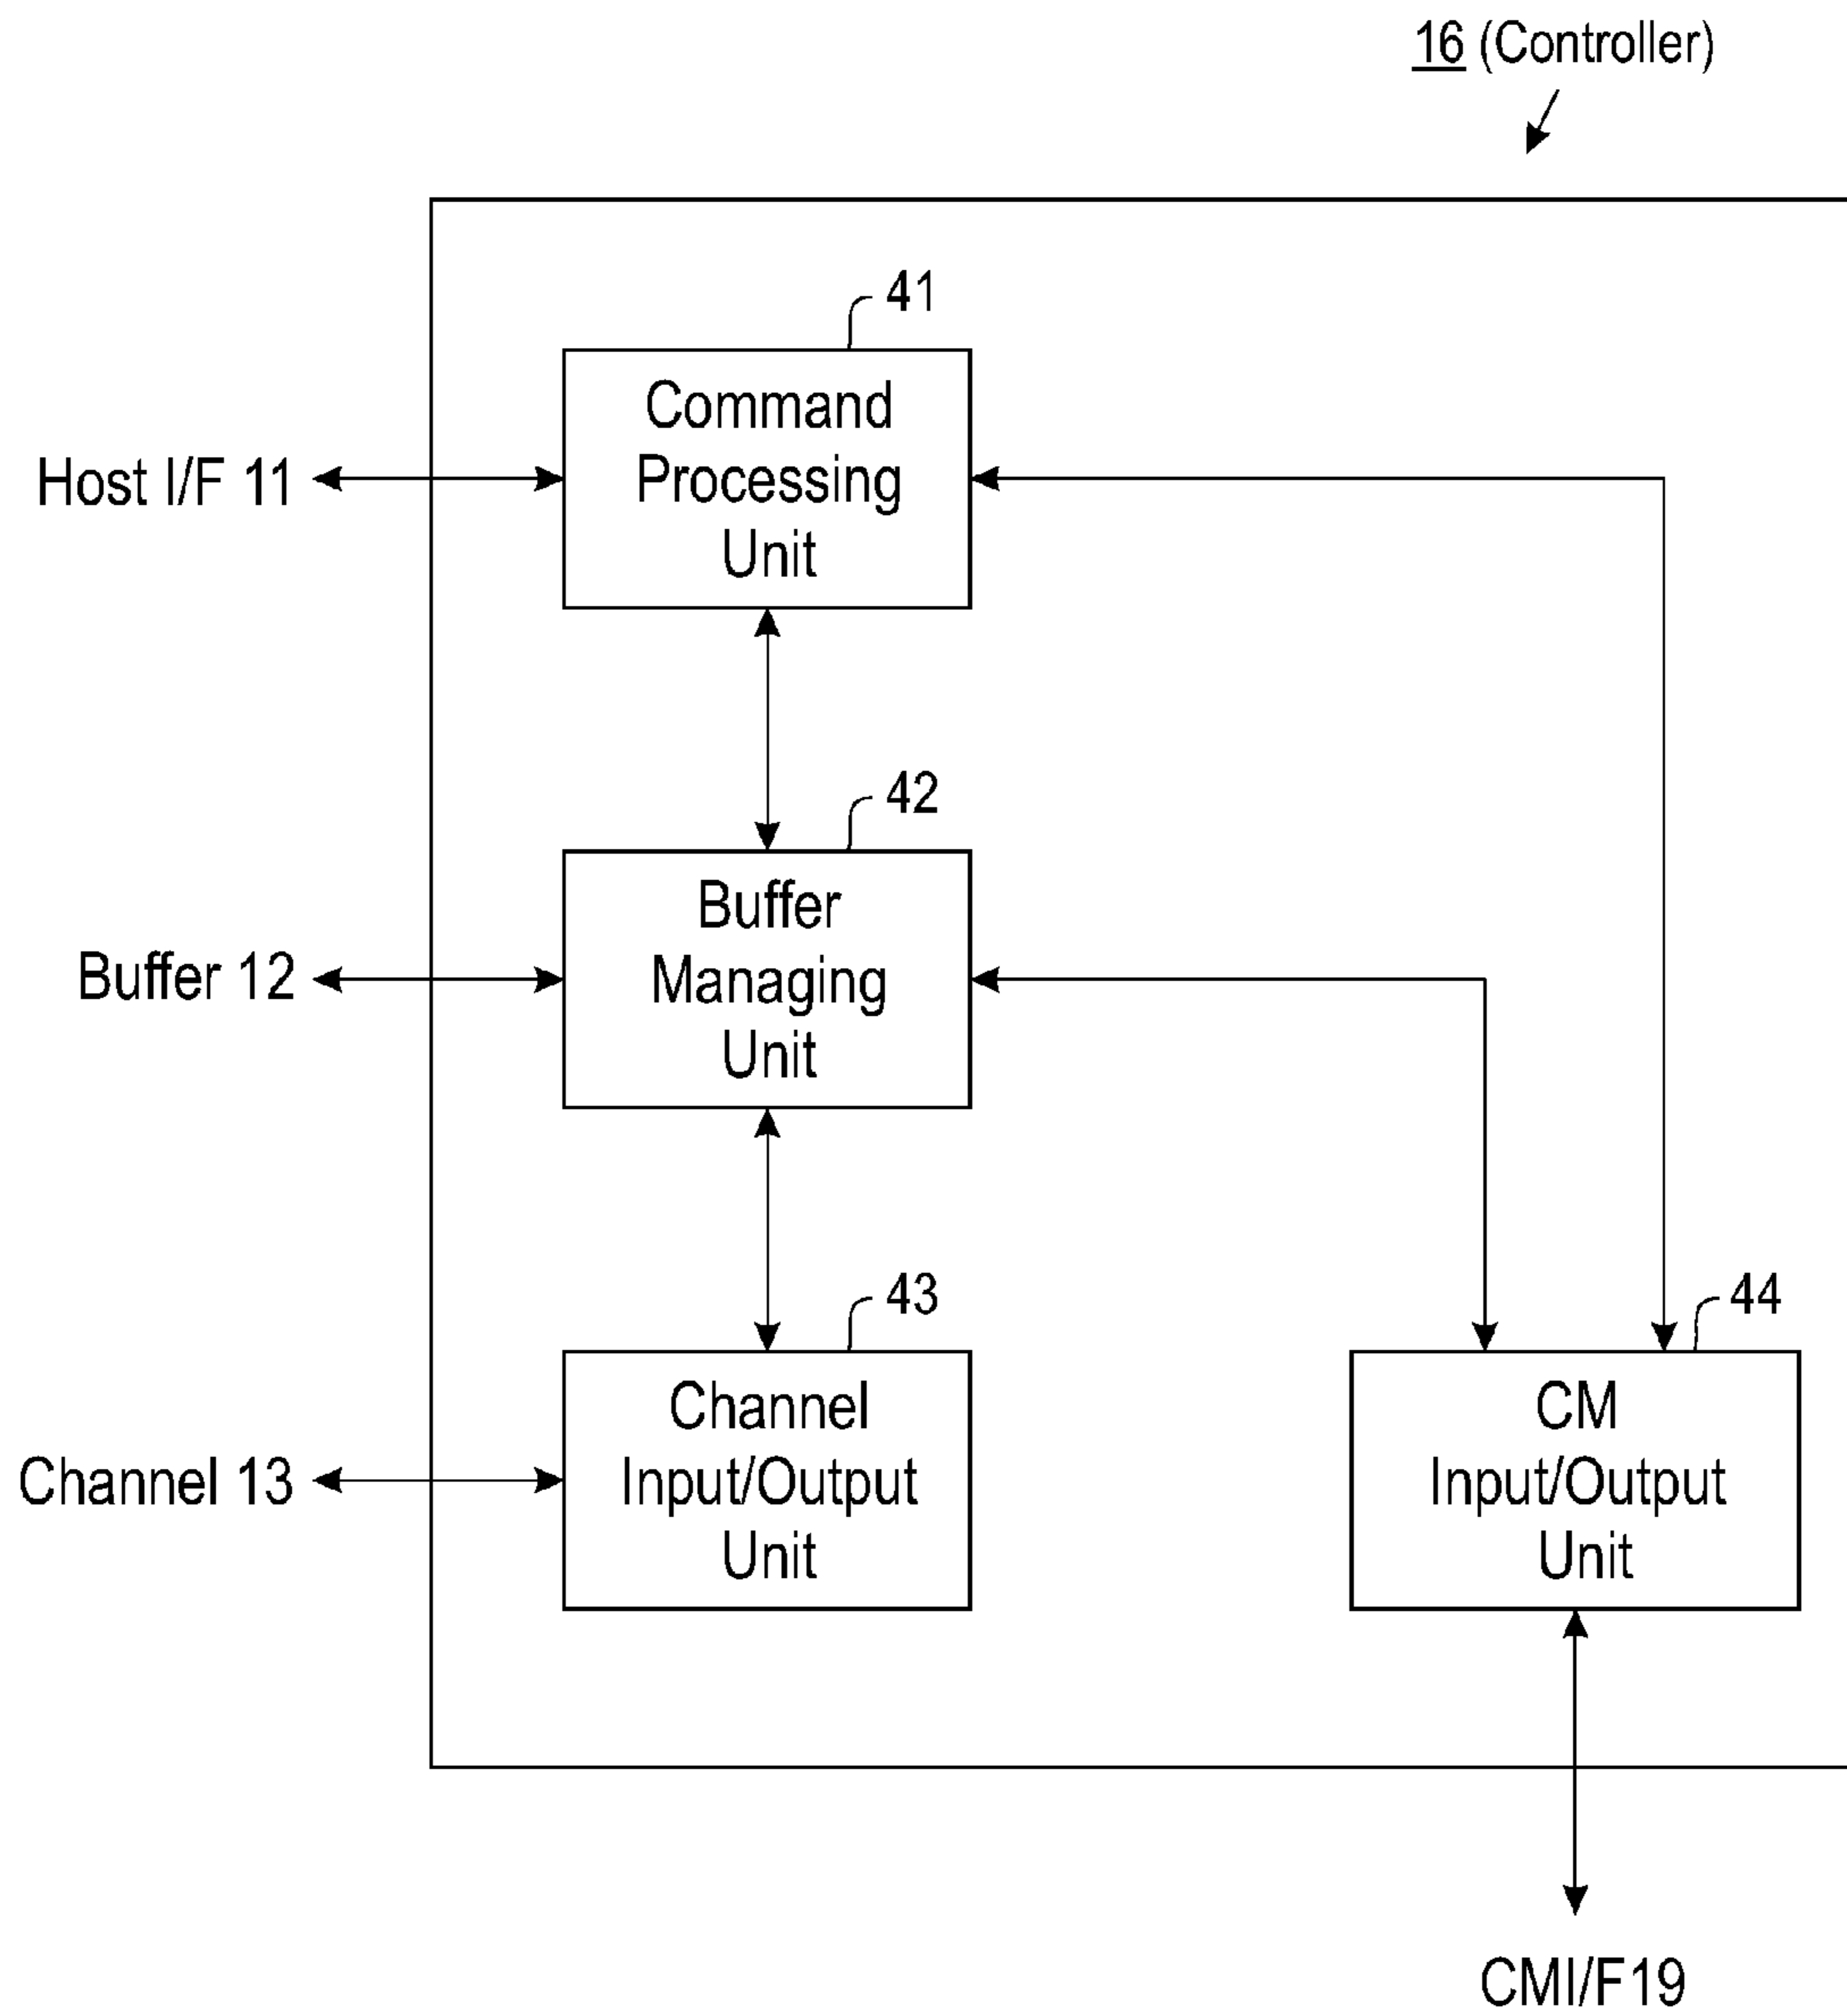 16 (Controller)
41
Command
Processing
Unit
Host I/F 11
42
Buffer
Managing
Unit
Buffer 12
43
Channel
Input/Output
Unit
Channel 13
44
CM
Input/Output
Unit
CMI/F19